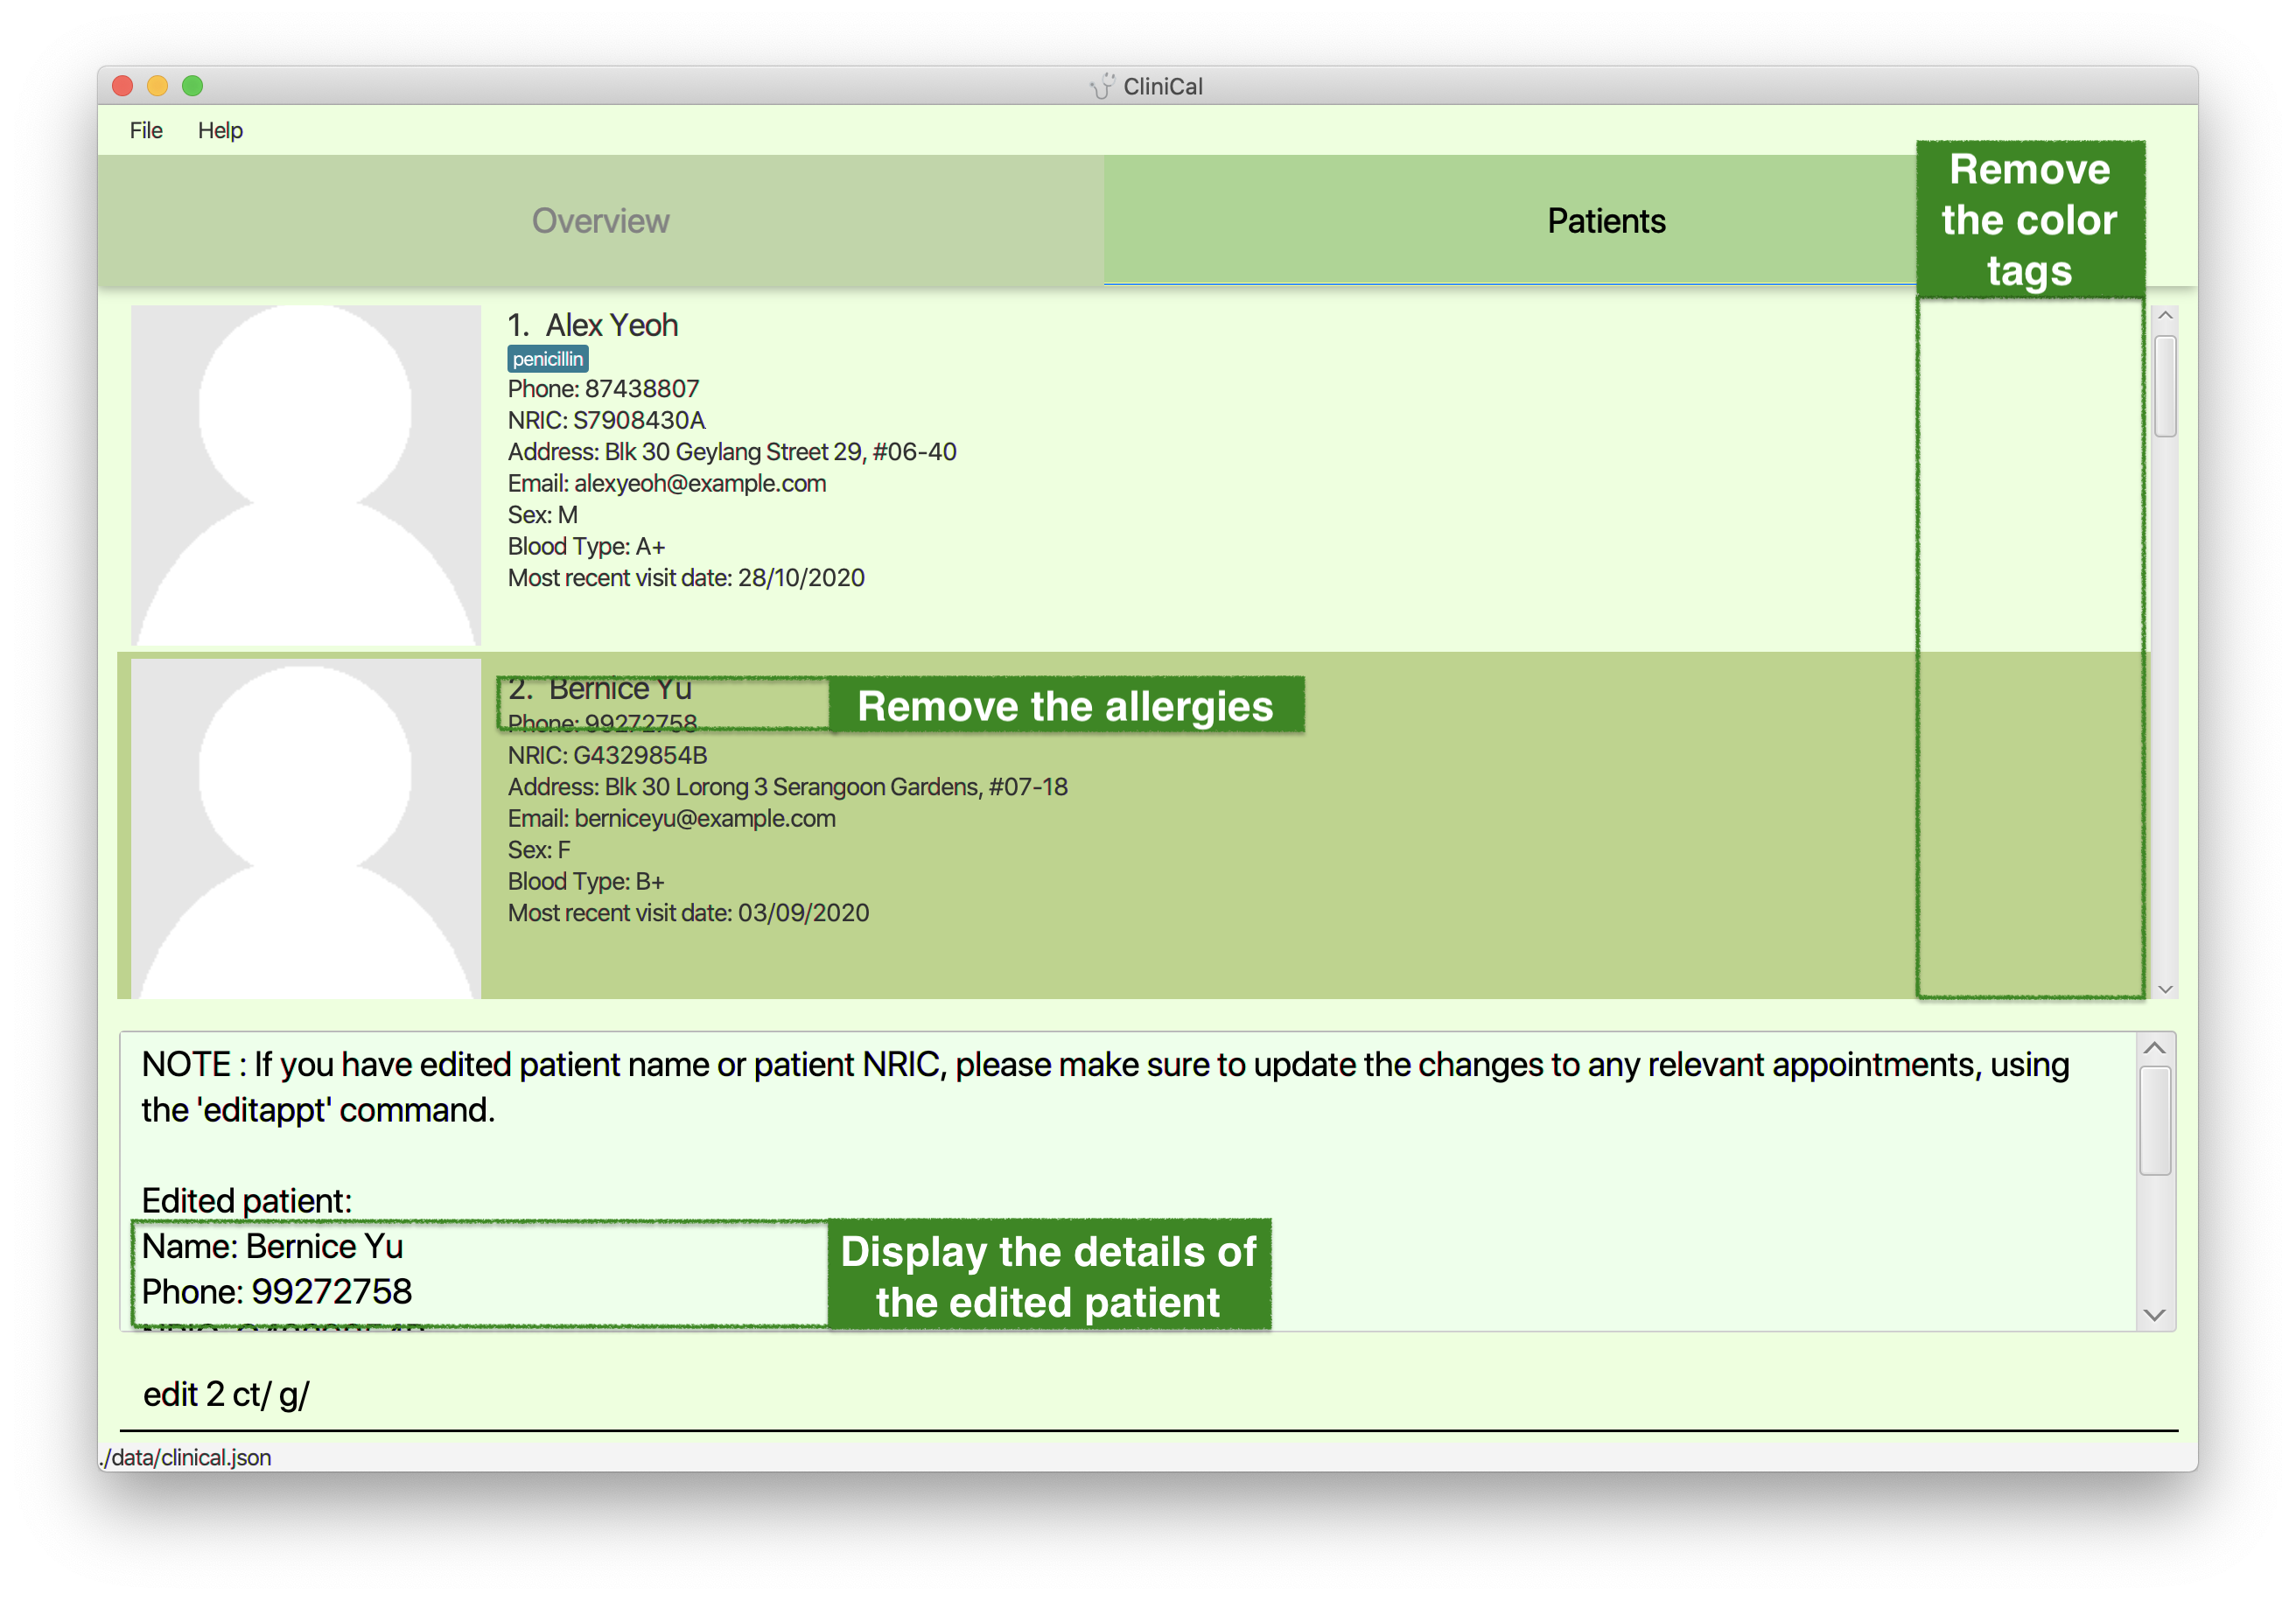 CliniCal
File Help
Remove
the color
tags
Overview
Patients
1. Alex Yeoh
penicillin
Phone: 87438807
NRIC: S7908430A
Address: Blk 30 Geylang Street 29, #06-40
Email: alexyeoh@example.com
Sex: M
Blood Type: A+
Most recent visit date: 28/10/2020
2. Bernice Yu
Remove the allergies
Phone: 99272758
NRIC: G4329854B
Address: Blk 30 Lorong 3 Serangoon Gardens, #07-18
Email: berniceyu@example.com
Sex: F
Blood Type: B+
Most recent visit date: 03/09/2020
NOTE : If you have edited patient name or patient NRIC, please make sure to update the changes to any relevant appointments, using
the 'editappt' command.
Edited patient:
Name: Bernice Yu
Phone: 99272758
Display the details of
the edited patient
edit 2 ct/ g/
./data/clinical.json